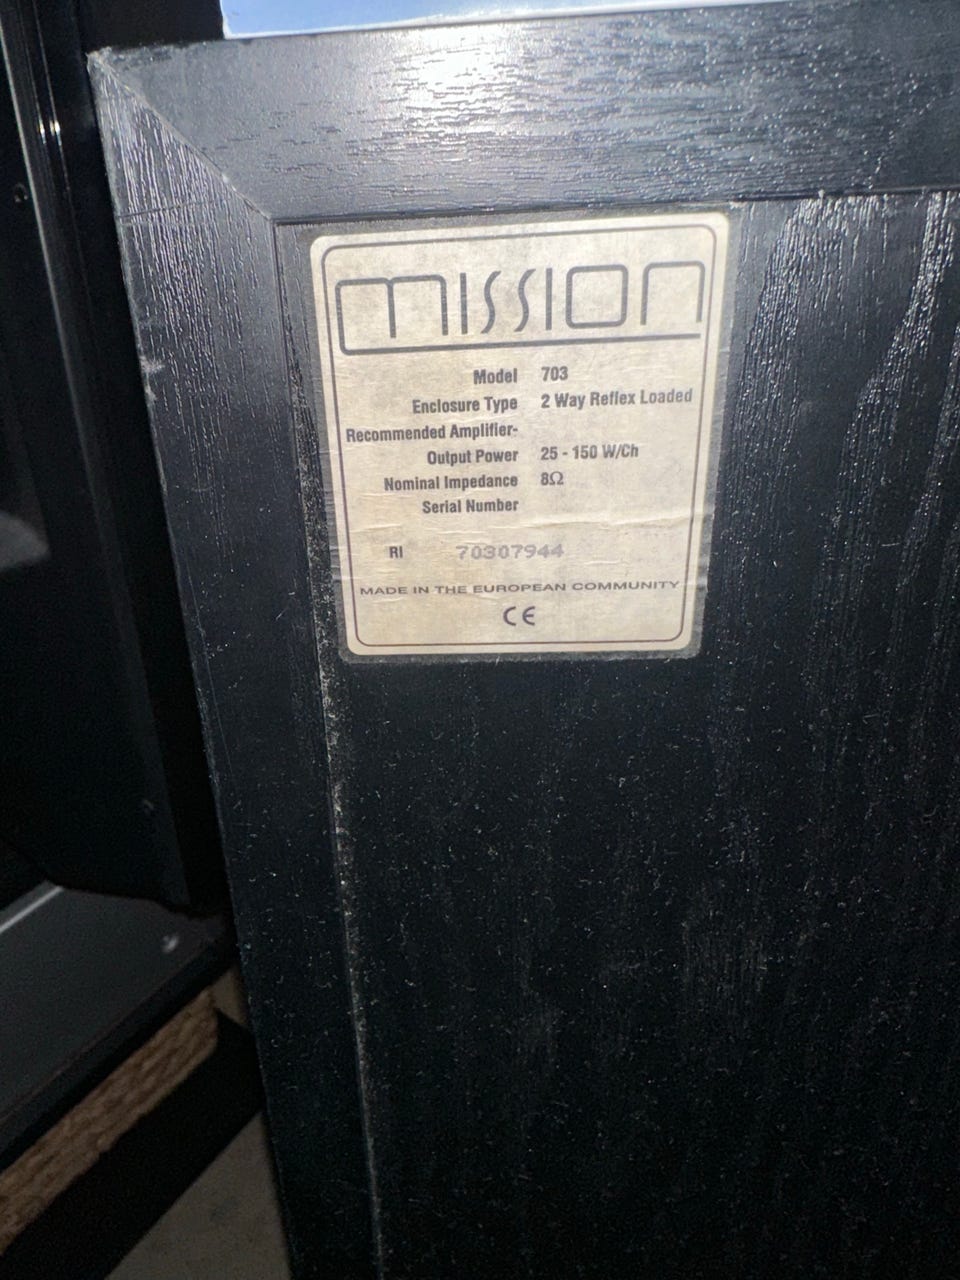 mission
Model 703
Enclosure Type 2 Way Reflex Loaded
Recommended Amplifier-
Output Power 25 - 150 W/Ch
Nominal Impedance 8Ω
Serial Number
RI 70307944
MADE IN THE EUROPEAN COMMUNITY
CE